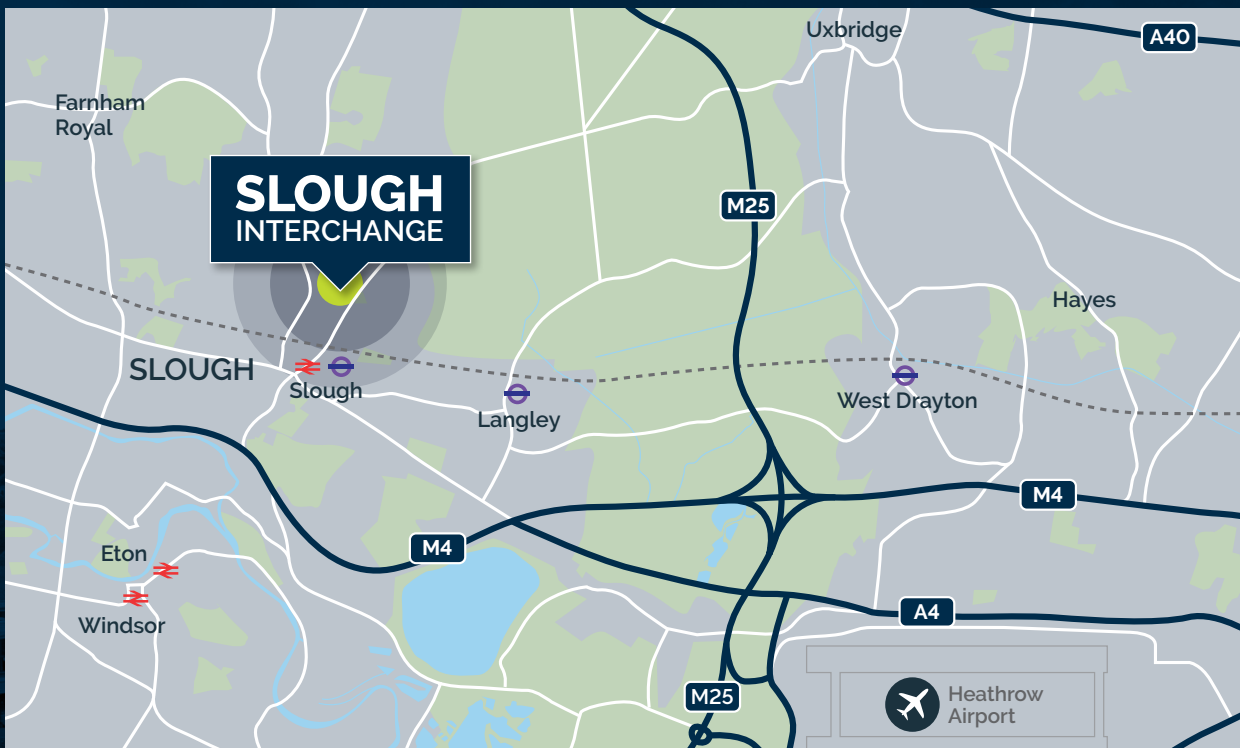 Uxbridge
A40
Farnham
Royal
SLOUGH
INTERCHANGE
M25
Hayes
SLOUGH
Slough
Langley
West Drayton
M4
M4
Eton
Windsor
A4
M25
Heathrow
Airport